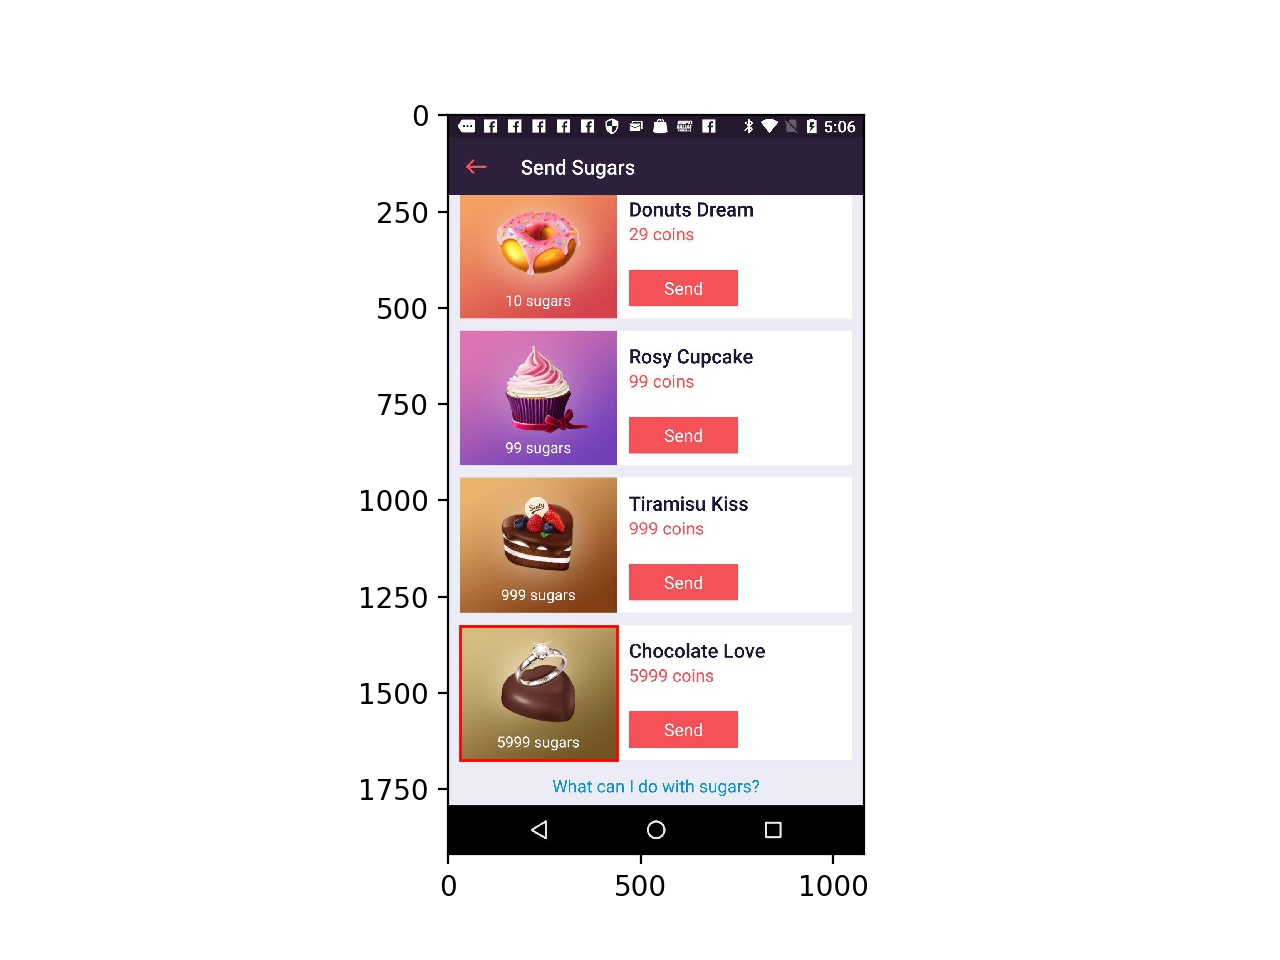 0
250
500
750
1000
1250
1500
1750
0
500
1000
5:06
Send Sugars
10 sugars
Donuts Dream
29 coins
Send
99 sugars
Rosy Cupcake
99 coins
Send
999 sugars
Tiramisu Kiss
999 coins
Send
5999 sugars
Chocolate Love
5999 coins
Send
What can I do with sugars?